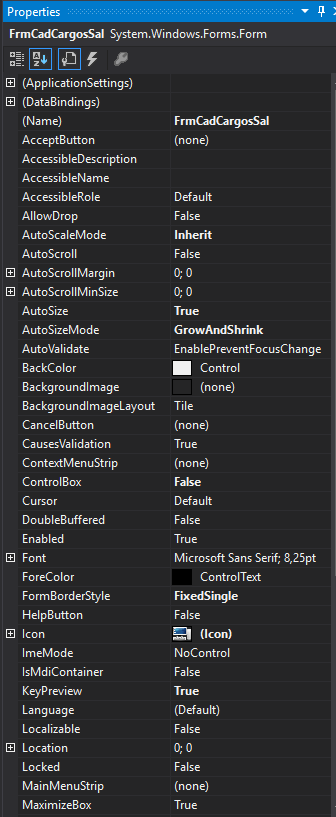 Properties
FrmCadCargosSal System.Windows.Forms.Form
(ApplicationSettings)
(DataBindings)
(Name) FrmCadCargosSal
AcceptButton (none)
AccessibleDescription
AccessibleName
AccessibleRole Default
AllowDrop False
AutoScaleMode Inherit
AutoScroll False
AutoScrollMargin 0; 0
AutoScrollMinSize 0; 0
AutoSize True
AutoSizeMode GrowAndShrink
AutoValidate EnablePreventFocusChange
BackColor Control
BackgroundImage (none)
BackgroundImageLayout Tile
CancelButton (none)
CausesValidation True
ContextMenuStrip (none)
ControlBox False
Cursor Default
DoubleBuffered False
Enabled True
Font Microsoft Sans Serif; 8,25pt
ForeColor ControlText
FormBorderStyle FixedSingle
HelpButton False
Icon (Icon)
ImeMode NoControl
IsMdiContainer False
KeyPreview True
Language (Default)
Localizable False
Location 0; 0
Locked False
MainMenuStrip (none)
MaximizeBox True